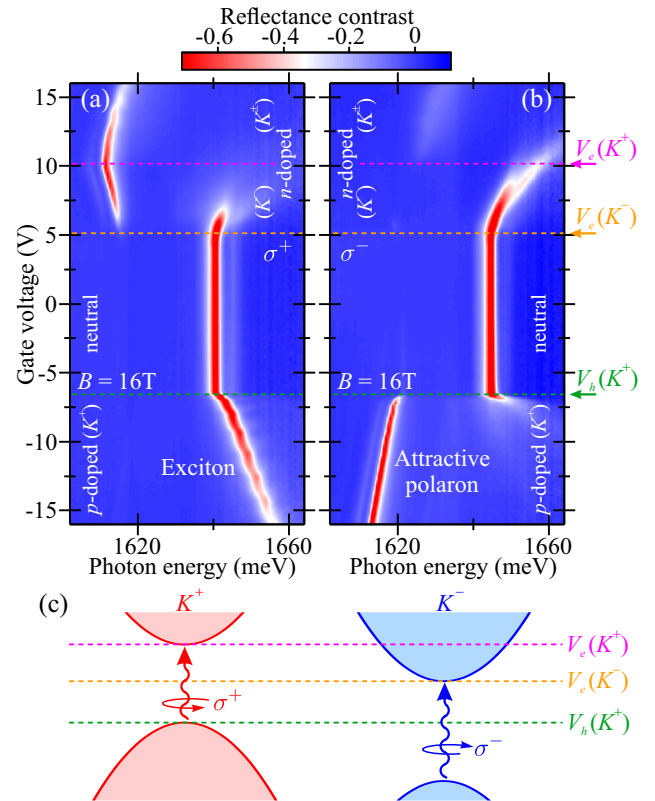 Reflectance contrast
-0.6 -0.4 -0.2 0
(a) (b)
15
10
5
0
-5
-10
-15
Gate voltage (V)
n-doped (K⁺)
(K⁻)
σ+
neutral
B = 16T
p-doped (K⁺)
Exciton
n-doped (K⁺)
(K⁻)
σ−
neutral
B = 16T
p-doped (K⁺)
Attractive
polaron
Vₑ(K⁺)
Vₑ(K⁻)
Vₕ(K⁺)
1620 1660 1620 1660
Photon energy (meV) Photon energy (meV)
(c) K⁺ K⁻
Vₑ(K⁺)
Vₑ(K⁻)
σ+
Vₕ(K⁺)
σ−